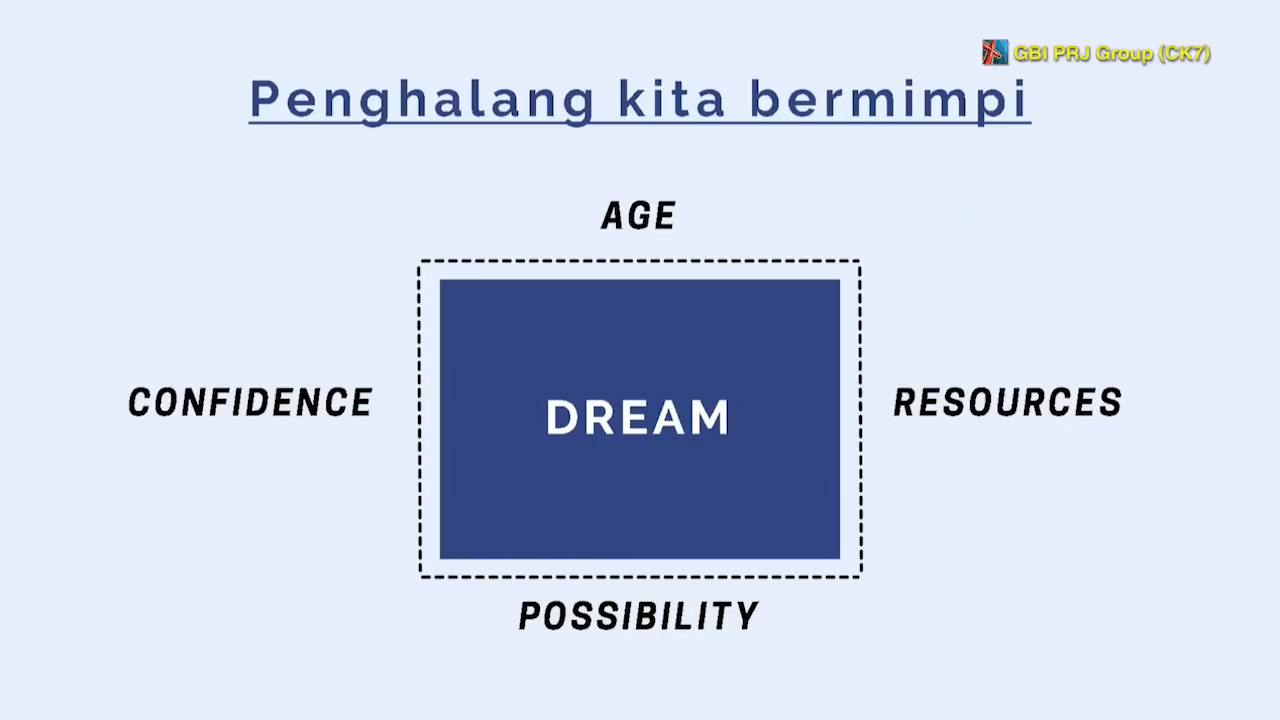 GBI PRJ Group (CK7)
Penghalang kita bermimpi
AGE
CONFIDENCE
DREAM
RESOURCES
POSSIBILITY